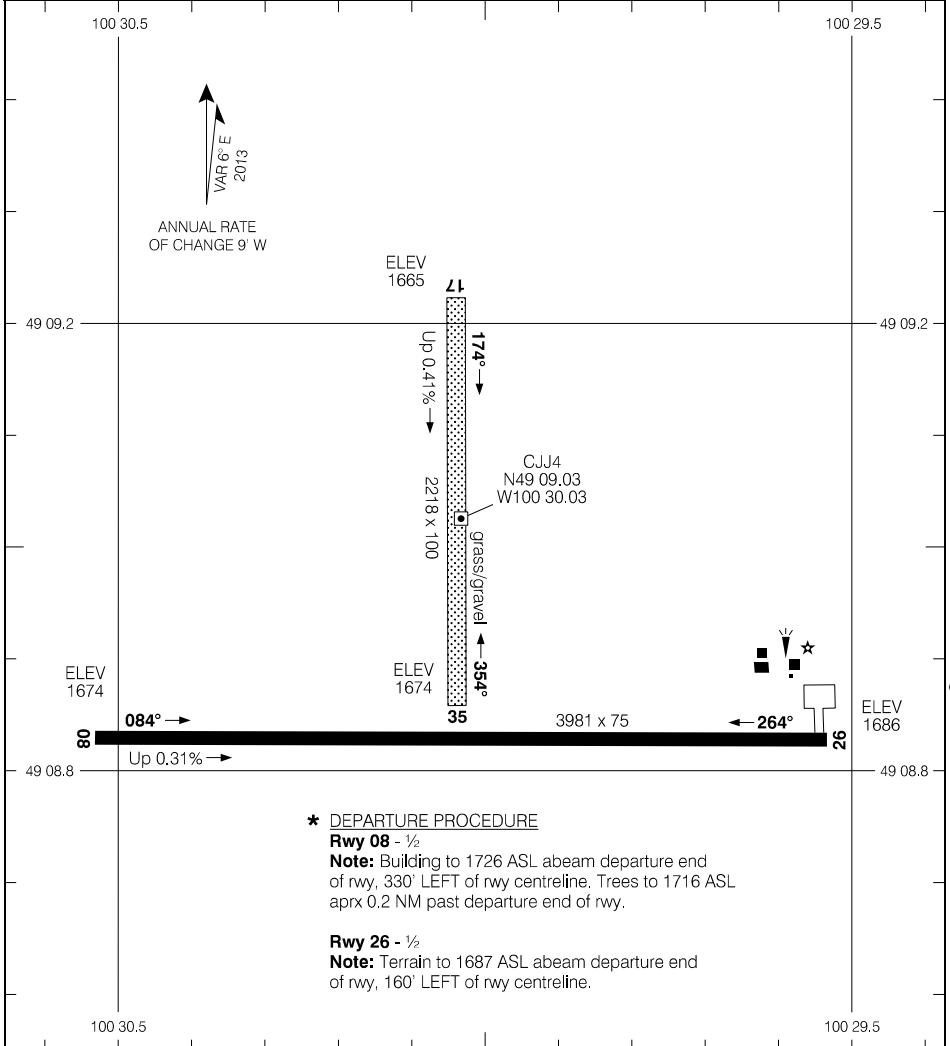 100 30.5
100 29.5
VAR 6° E
2013
ANNUAL RATE
OF CHANGE 9' W
ELEV
1665
17
49 09.2
49 09.2
Up 0.41%
174°
CJJ4
N49 09.03
W100 30.03
2218 x 100
grass/gravel
354°
ELEV
1674
ELEV
1674
ELEV
1686
35
084°
3981 x 75
264°
08
26
Up 0.31%
49 08.8
49 08.8
* DEPARTURE PROCEDURE
Rwy 08 - ½
Note: Building to 1726 ASL abeam departure end
of rwy, 330' LEFT of rwy centreline. Trees to 1716 ASL
aprx 0.2 NM past departure end of rwy.
Rwy 26 - ½
Note: Terrain to 1687 ASL abeam departure end
of rwy, 160' LEFT of rwy centreline.
100 30.5
100 29.5